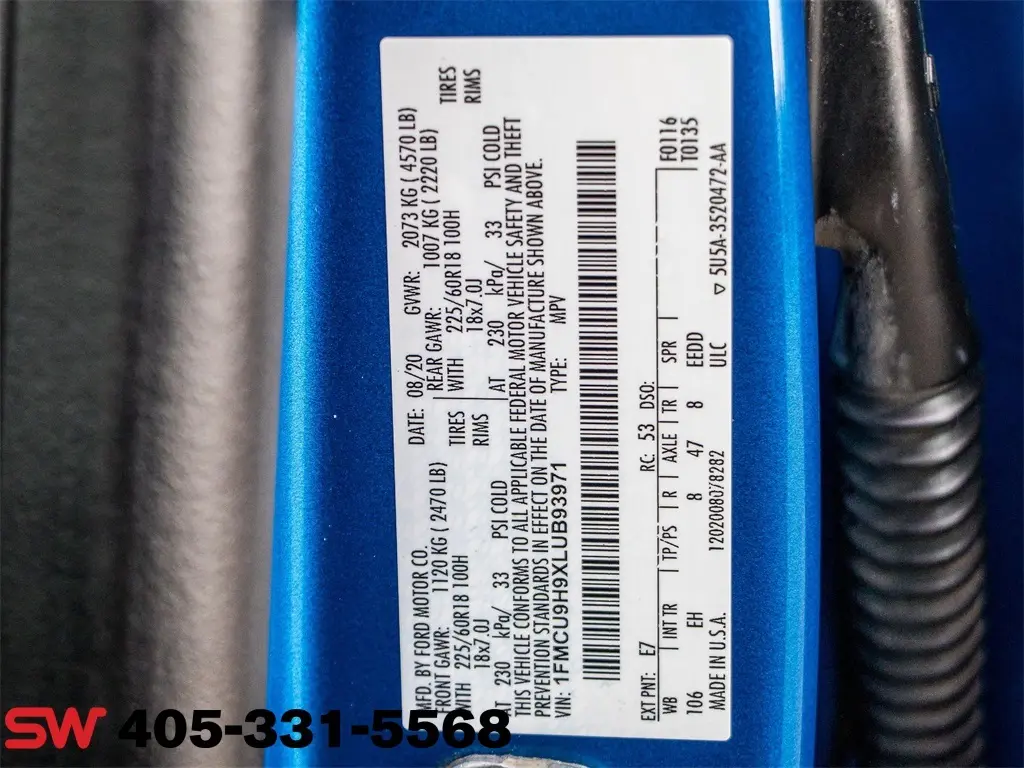 MFD. BY FORD MOTOR CO. DATE: 08/20 GVWR: 2073 KG ( 4570 LB)
FRONT GAWR: 1120 KG ( 2470 LB) REAR GAWR: 1007 KG ( 2220 LB)
WITH 225/60R18 100H TIRES WITH 225/60R18 100H TIRES
18x7.0J RIMS 18x7.0J RIMS
AT 230 kPa/ 33 PSI COLD AT 230 kPa/ 33 PSI COLD
THIS VEHICLE CONFORMS TO ALL APPLICABLE FEDERAL MOTOR VEHICLE SAFETY AND THEFT
PREVENTION STANDARDS IN EFFECT ON THE DATE OF MANUFACTURE SHOWN ABOVE.
VIN: 1FMCU9H9XLUB93971 TYPE: MPV
EXT PNT: E7 RC: 53 DSO: F0116
WB INT TR TP/PS R AXLE TR SPR T0135
106 EH 8 47 8 EEDD
MADE IN U.S.A. 1202008078282 ULC ▽ 5U5A-3520472-AA
SW 405-331-5568